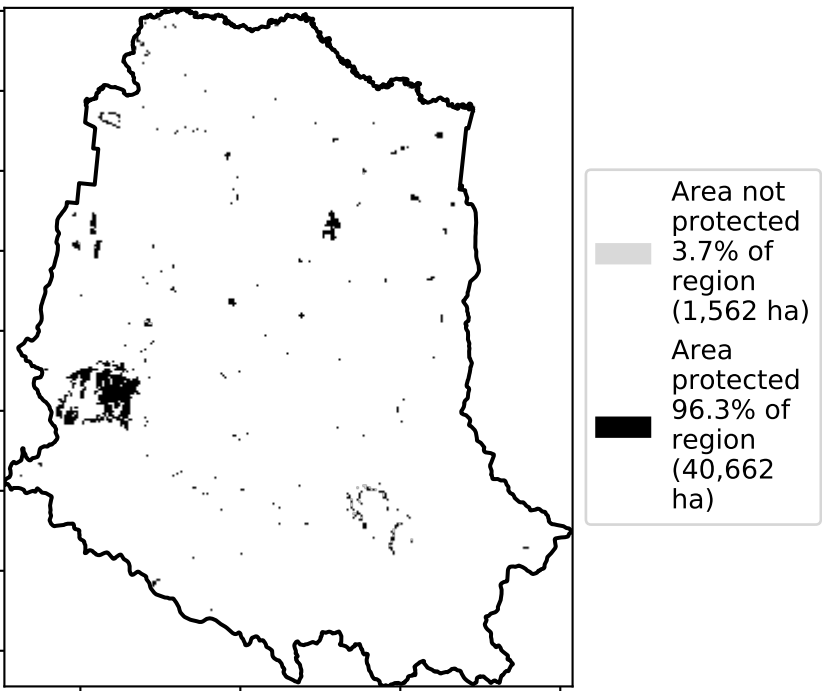 Area not
protected
3.7% of
region
(1,562 ha)
Area
protected
96.3% of
region
(40,662
ha)